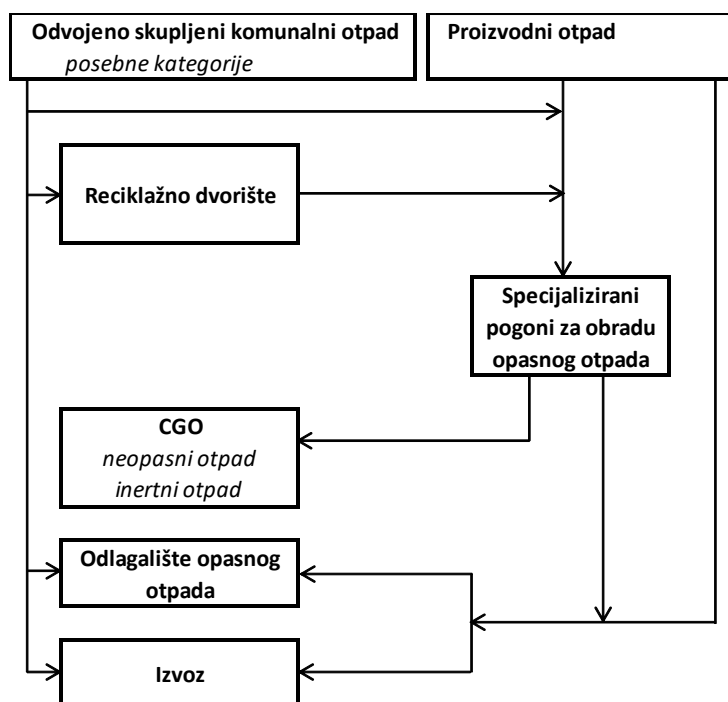 Odvojeno skupljeni komunalni otpad
posebne kategorije
Proizvodni otpad
Reciklažno dvorište
Specijalizirani
pogoni za obradu
opasnog otpada
CGO
neopasni otpad
inertni otpad
Odlagalište opasnog
otpada
Izvoz